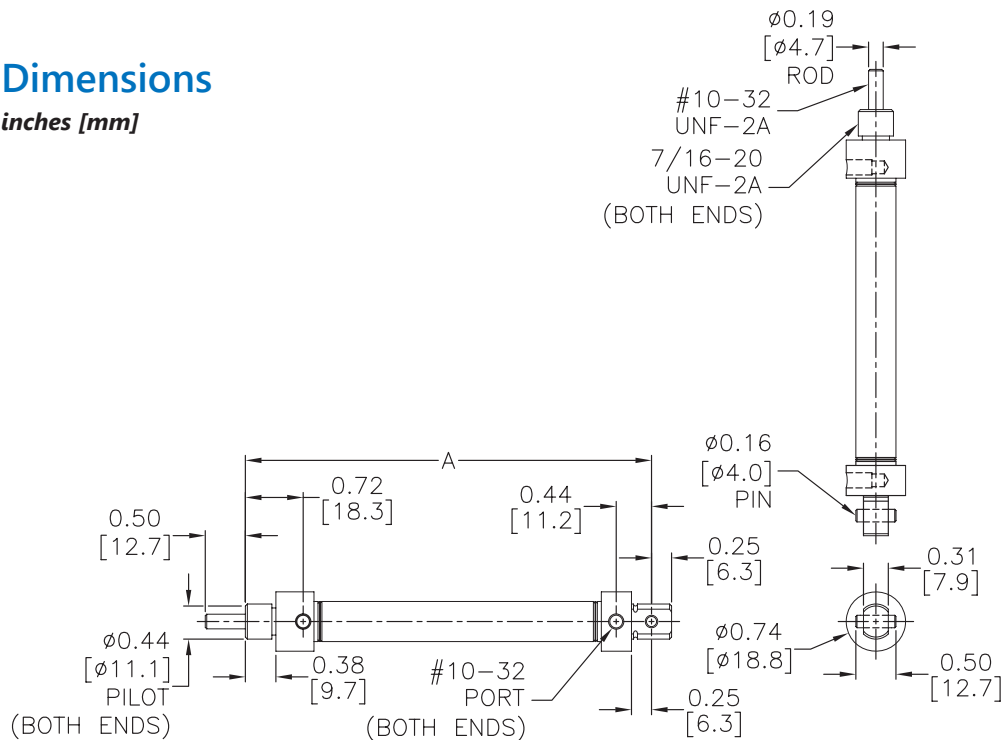 Dimensions
inches [mm]
ø0.19
[ø4.7]
ROD
#10-32
UNF-2A
7/16-20
UNF-2A
(BOTH ENDS)
ø0.16
[ø4.0]
PIN
A
0.72
[18.3]
0.44
[11.2]
0.50
[12.7]
0.25
[6.3]
0.31
[7.9]
ø0.44
[ø11.1]
PILOT
(BOTH ENDS)
0.38
[9.7]
#10-32
PORT
(BOTH ENDS)
0.25
[6.3]
ø0.74
[ø18.8]
0.50
[12.7]